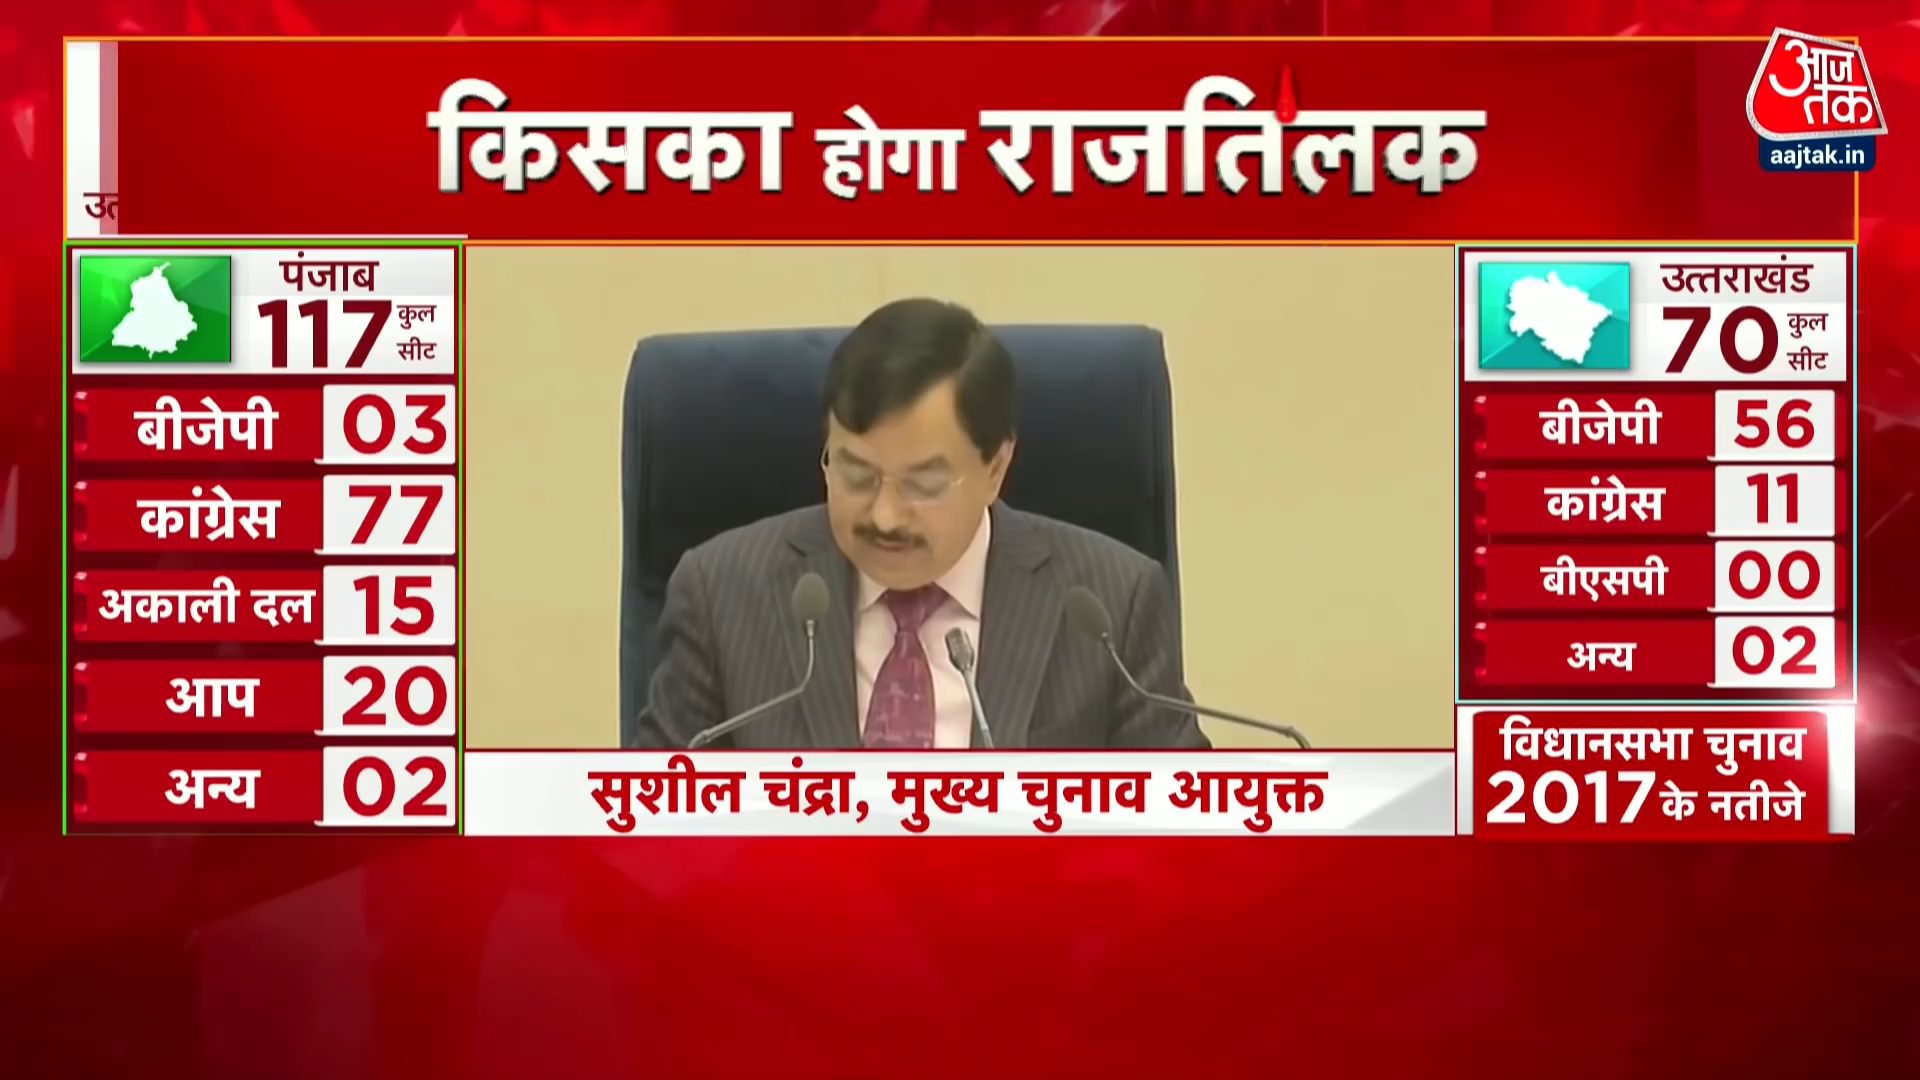 किसका होगा राजतिलक
आज
तक
aajtak.in
पंजाब
117 कुल
सीट
बीजेपी 03
कांग्रेस 77
अकाली दल 15
आप 20
अन्य 02
सुशील चंद्रा, मुख्य चुनाव आयुक्त
उत्तराखंड
70 कुल
सीट
बीजेपी 56
कांग्रेस 11
बीएसपी 00
अन्य 02
विधानसभा चुनाव
2017 के नतीजे